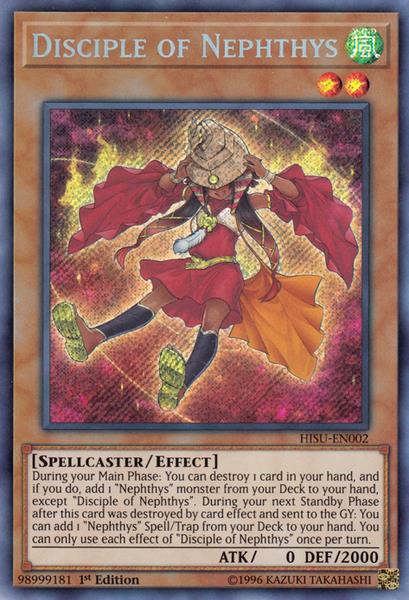 DISCIPLE OF NEPHTHYS
WIND
嵐
HISU-EN002
[SPELLCASTER/EFFECT]
During your Main Phase: You can destroy 1 card in your hand, and
if you do, add 1 "Nephthys" monster from your Deck to your hand,
except "Disciple of Nephthys". During your next Standby Phase
after this card was destroyed by card effect and sent to the GY: You
can add 1 "Nephthys" Spell/Trap from your Deck to your hand. You
can only use each effect of "Disciple of Nephthys" once per turn.
ATK/ 0 DEF/2000
98999181 1st Edition ©1996 KAZUKI TAKAHASHI